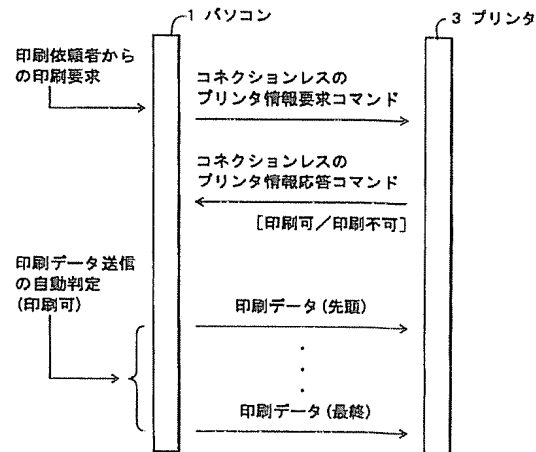 1 パソコン
3 プリンタ
印刷依頼者から
の印刷要求
コネクションレスの
プリンタ情報要求コマンド
コネクションレスの
プリンタ情報応答コマンド
[印刷可／印刷不可]
印刷データ送信
の自動判定
(印刷可)
印刷データ(先頭)
印刷データ(最終)